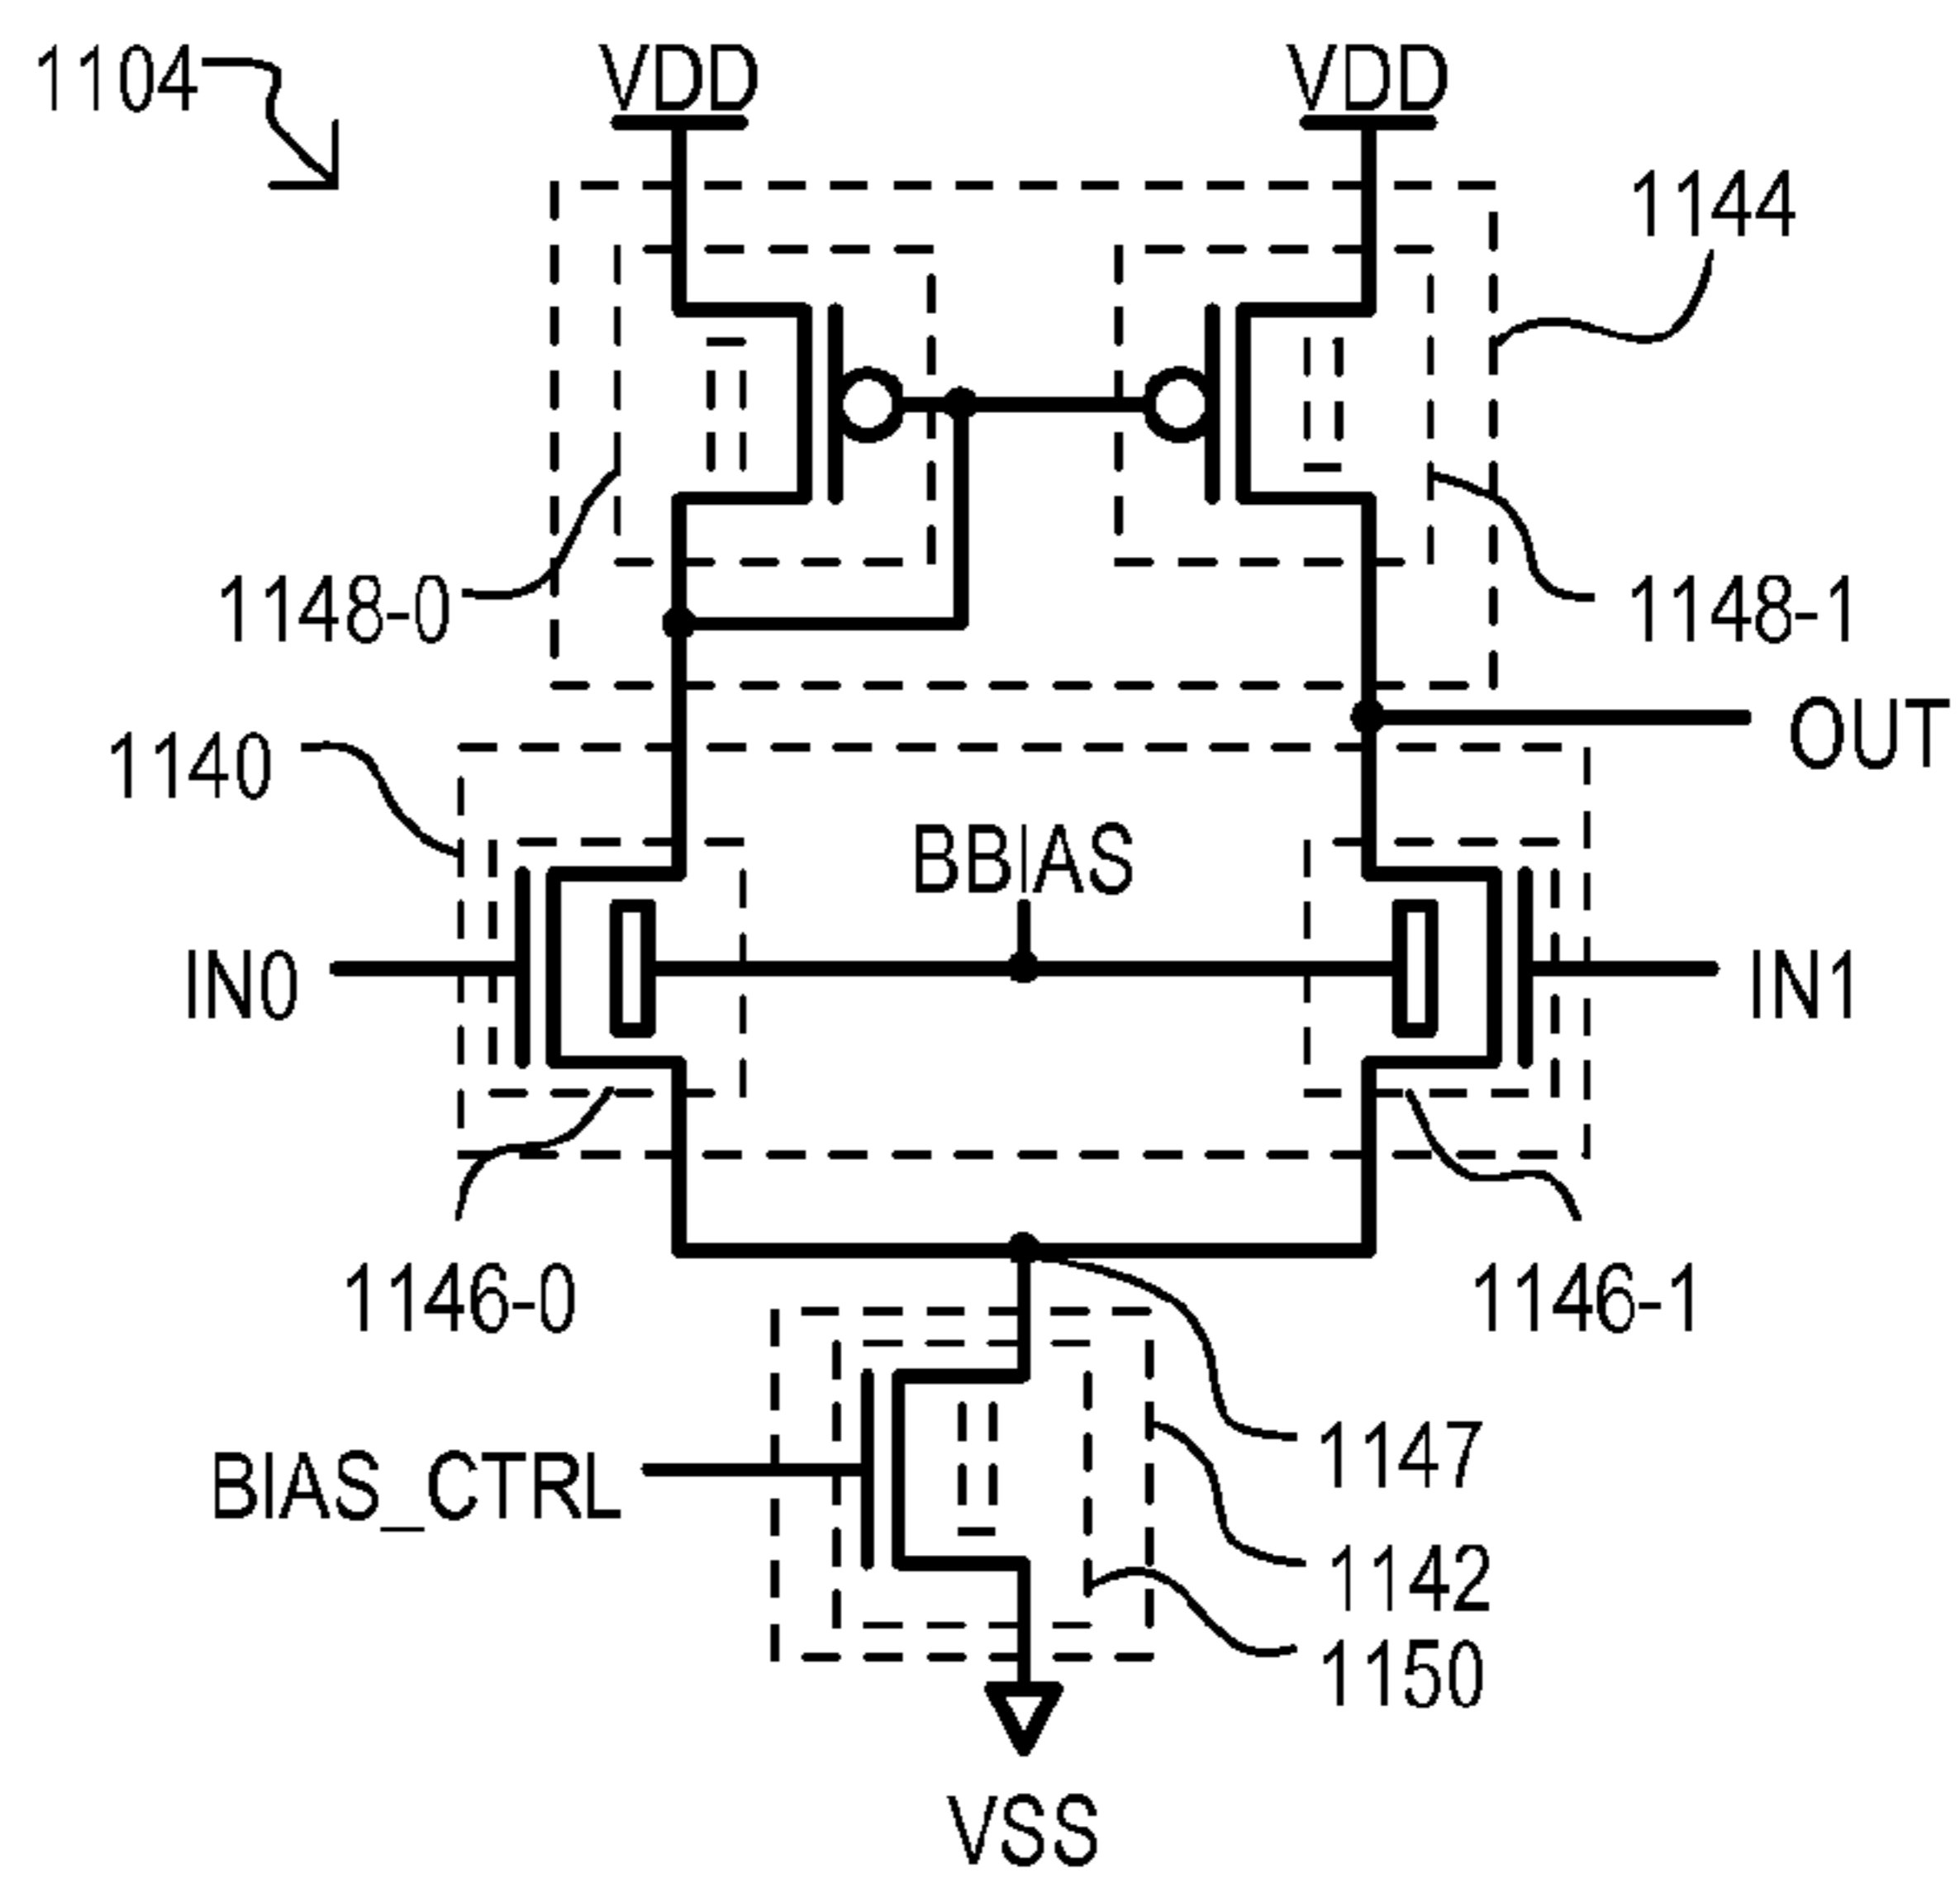 1104
VDD
VDD
1144
1148-0
1148-1
OUT
1140
BBIAS
IN0
IN1
1146-0
1146-1
1147
BIAS_CTRL
1142
1150
VSS